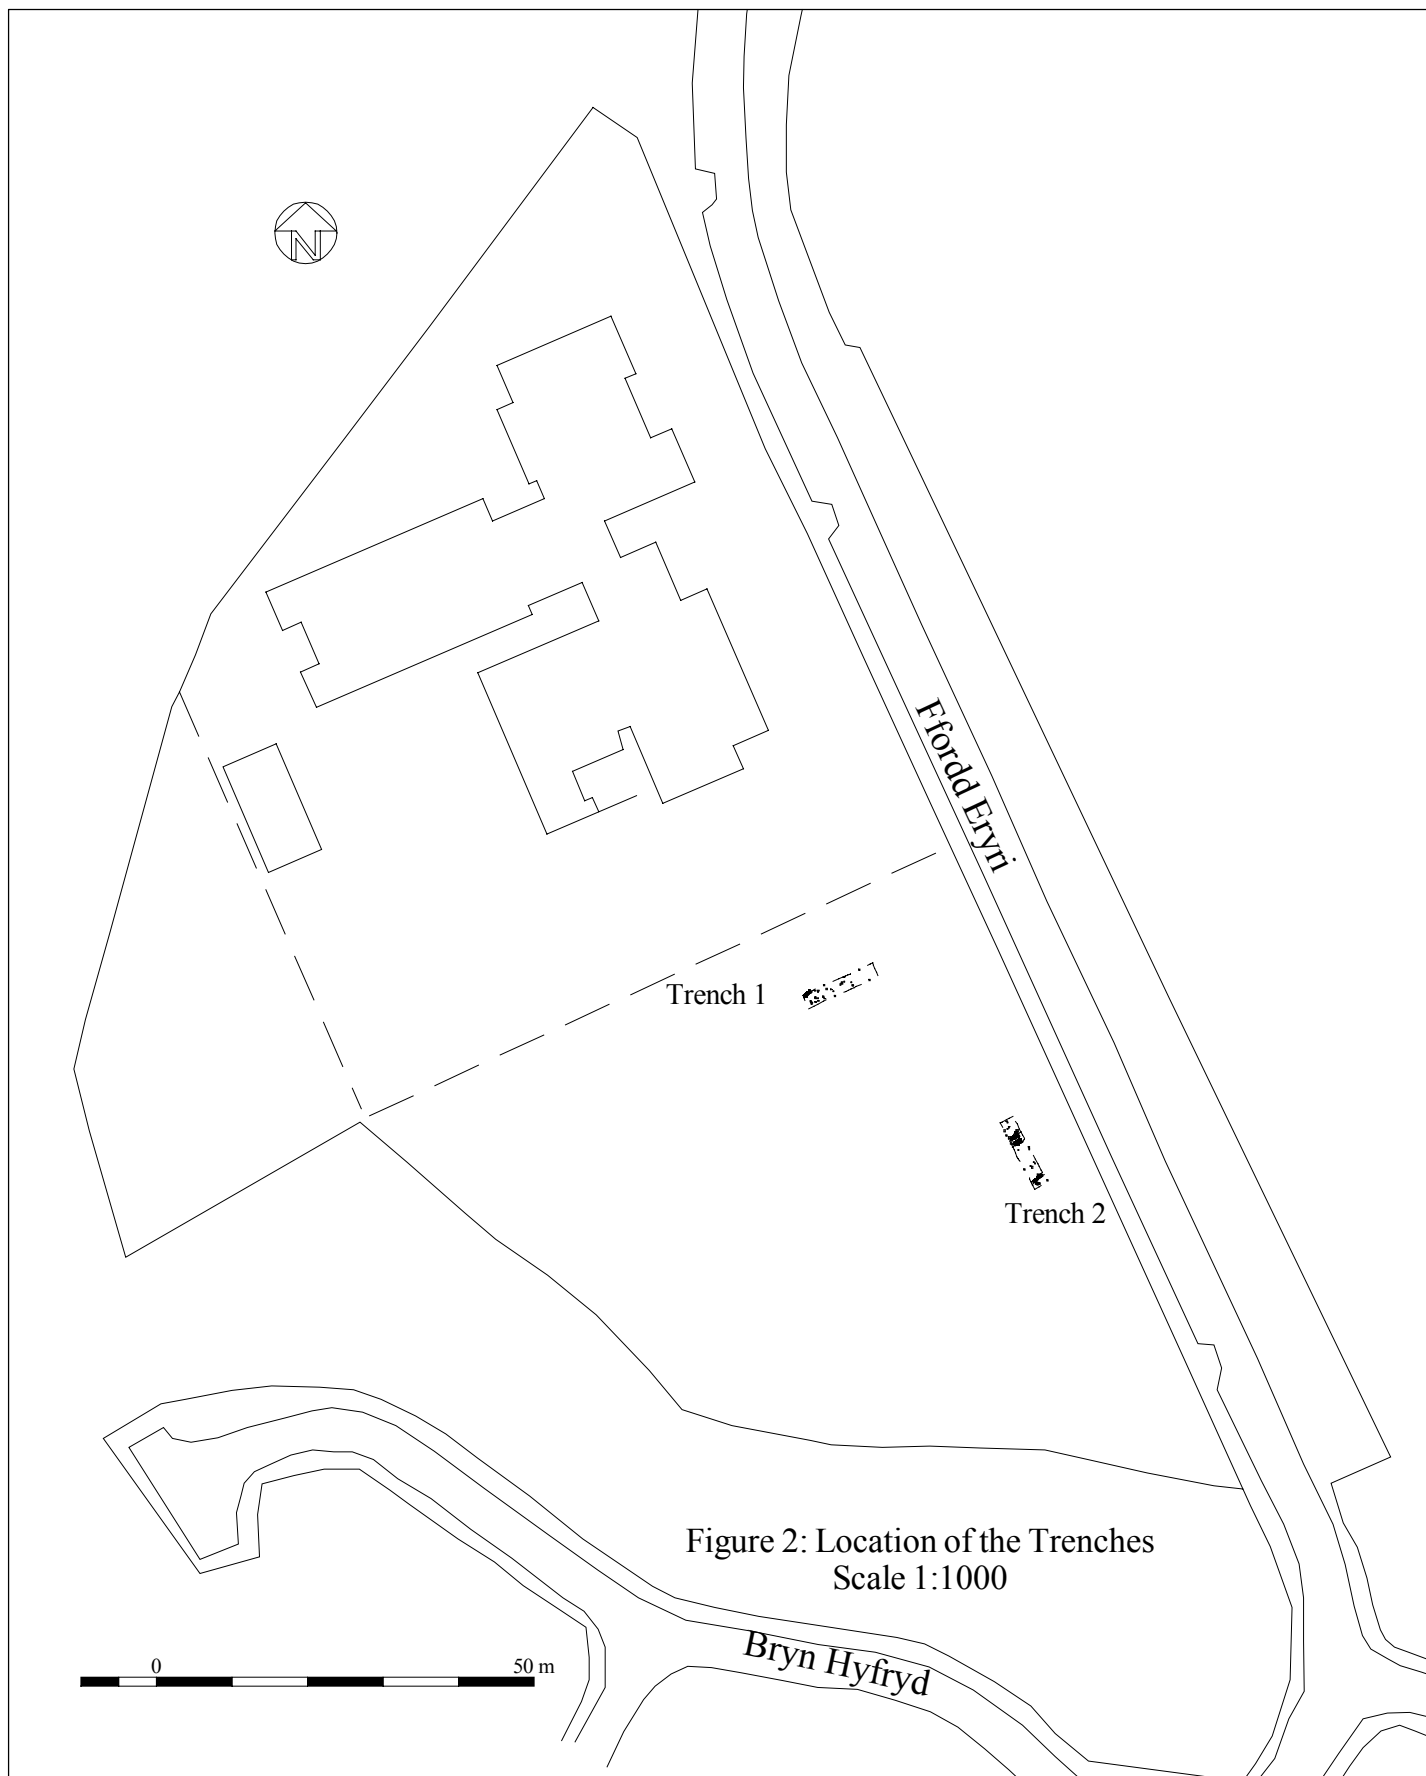 N
Ffordd Eryri
Trench 1
Trench 2
Figure 2: Location of the Trenches
Scale 1:1000
Bryn Hyfryd
0 50 m